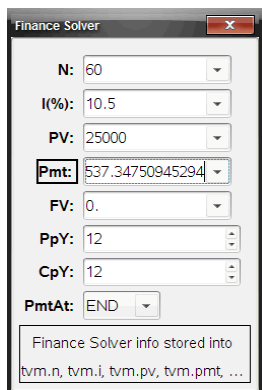 Finance Solver
N: 60
I(%): 10.5
PV: 25000
Pmt: 537.34750945294
FV: 0.
PpY: 12
CpY: 12
PmtAt: END
Finance Solver info stored into
tvm.n, tvm.i, tvm.pv, tvm.pmt, ...